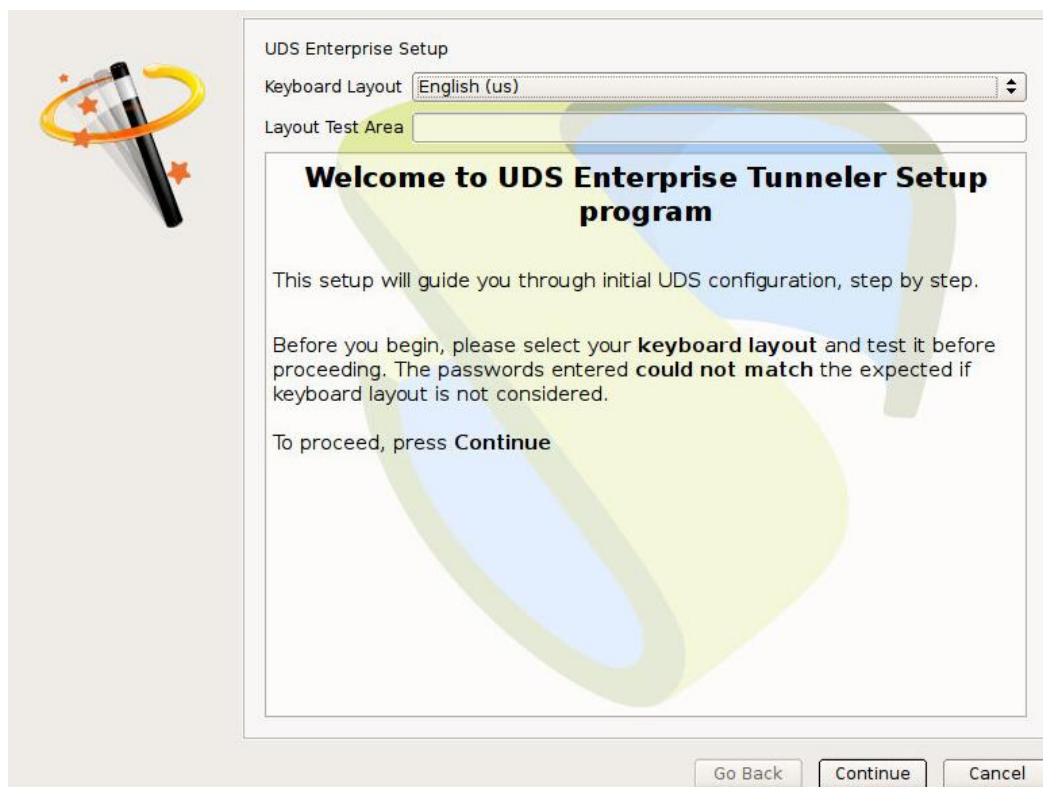 UDS Enterprise Setup
Keyboard Layout English (us)
Layout Test Area
Welcome to UDS Enterprise Tunneler Setup
program
This setup will guide you through initial UDS configuration, step by step.
Before you begin, please select your keyboard layout and test it before
proceeding. The passwords entered could not match the expected if
keyboard layout is not considered.
To proceed, press Continue
Go Back Continue Cancel